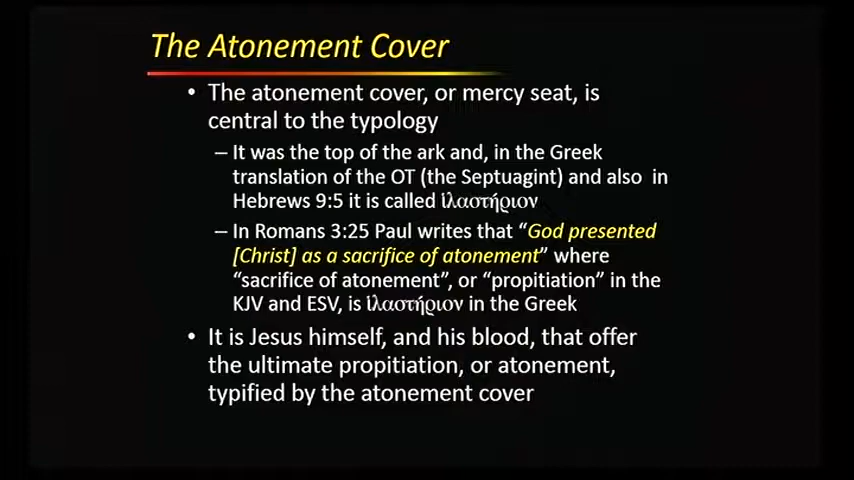 The Atonement Cover
• The atonement cover, or mercy seat, is
central to the typology
– It was the top of the ark and, in the Greek
translation of the OT (the Septuagint) and also in
Hebrews 9:5 it is called ἱλαστήριον
– In Romans 3:25 Paul writes that “God presented
[Christ] as a sacrifice of atonement” where
“sacrifice of atonement”, or “propitiation” in the
KJV and ESV, is ἱλαστήριον in the Greek
• It is Jesus himself, and his blood, that offer
the ultimate propitiation, or atonement,
typified by the atonement cover